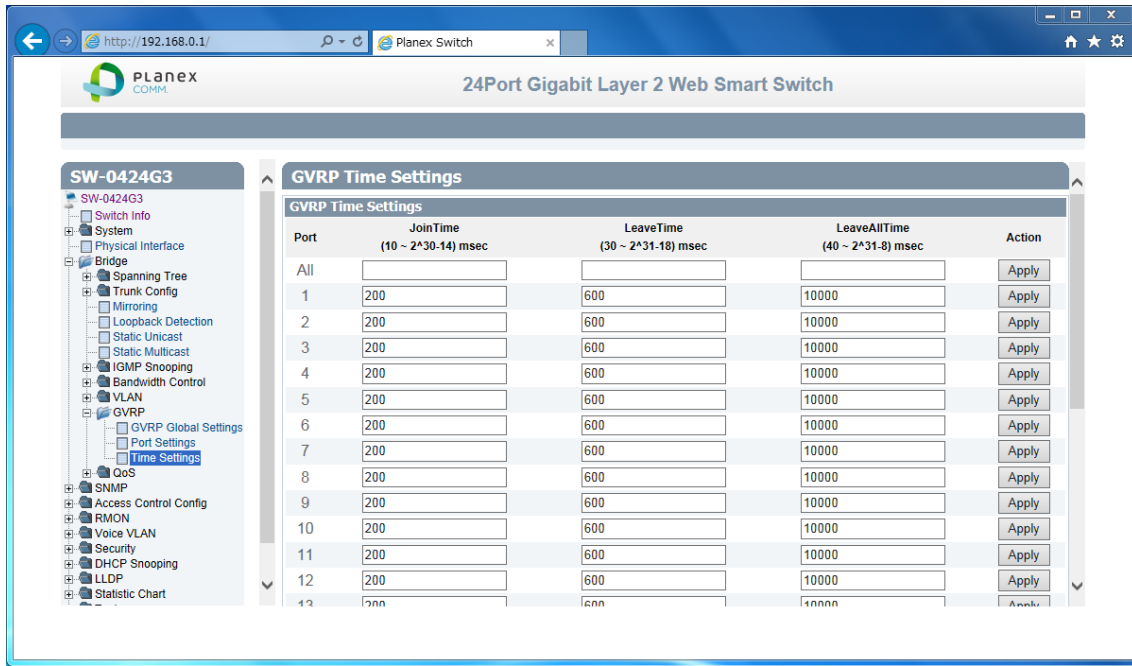 http://192.168.0.1/
Planex Switch
PLANEX
COMM.
24Port Gigabit Layer 2 Web Smart Switch
SW-0424G3
SW-0424G3
Switch Info
System
Physical Interface
Bridge
Spanning Tree
Trunk Config
Mirroring
Loopback Detection
Static Unicast
Static Multicast
IGMP Snooping
Bandwidth Control
VLAN
GVRP
GVRP Global Settings
Port Settings
Time Settings
QoS
SNMP
Access Control Config
RMON
Voice VLAN
Security
DHCP Snooping
LLDP
Statistic Chart
GVRP Time Settings
GVRP Time Settings
Port JoinTime (10 ~ 2^30-14) msec LeaveTime (30 ~ 2^31-18) msec LeaveAllTime (40 ~ 2^31-8) msec Action
All Apply
1 200 600 10000 Apply
2 200 600 10000 Apply
3 200 600 10000 Apply
4 200 600 10000 Apply
5 200 600 10000 Apply
6 200 600 10000 Apply
7 200 600 10000 Apply
8 200 600 10000 Apply
9 200 600 10000 Apply
10 200 600 10000 Apply
11 200 600 10000 Apply
12 200 600 10000 Apply
13 200 600 10000 Apply